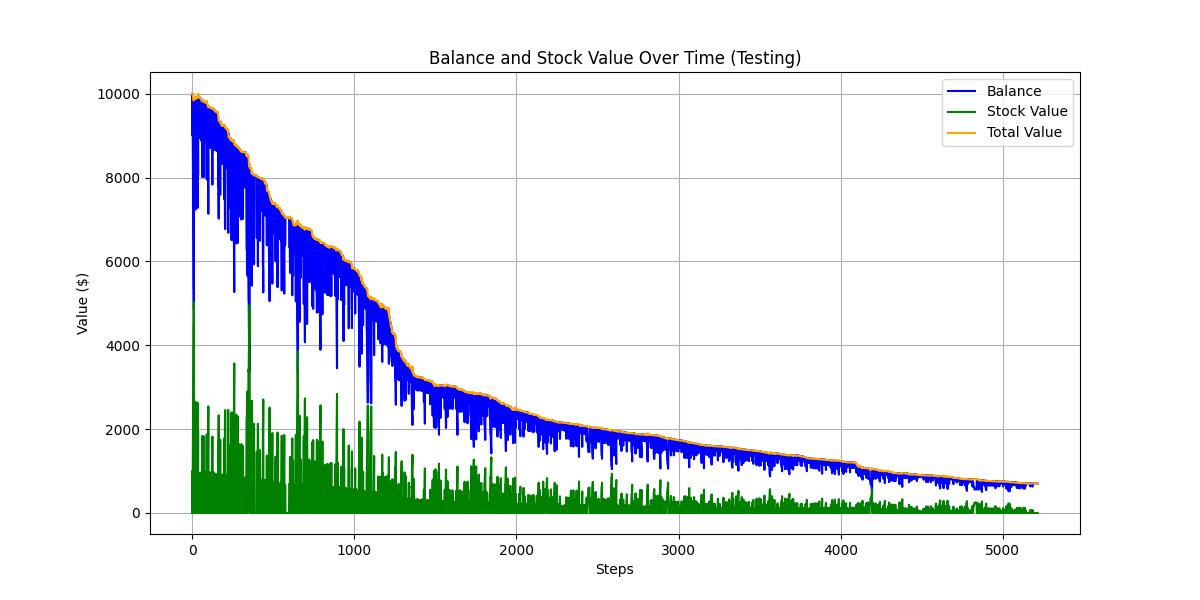 Balance and Stock Value Over Time (Testing)
Balance
Stock Value
Total Value
Value ($)
10000
8000
6000
4000
2000
0
0 1000 2000 3000 4000 5000
Steps